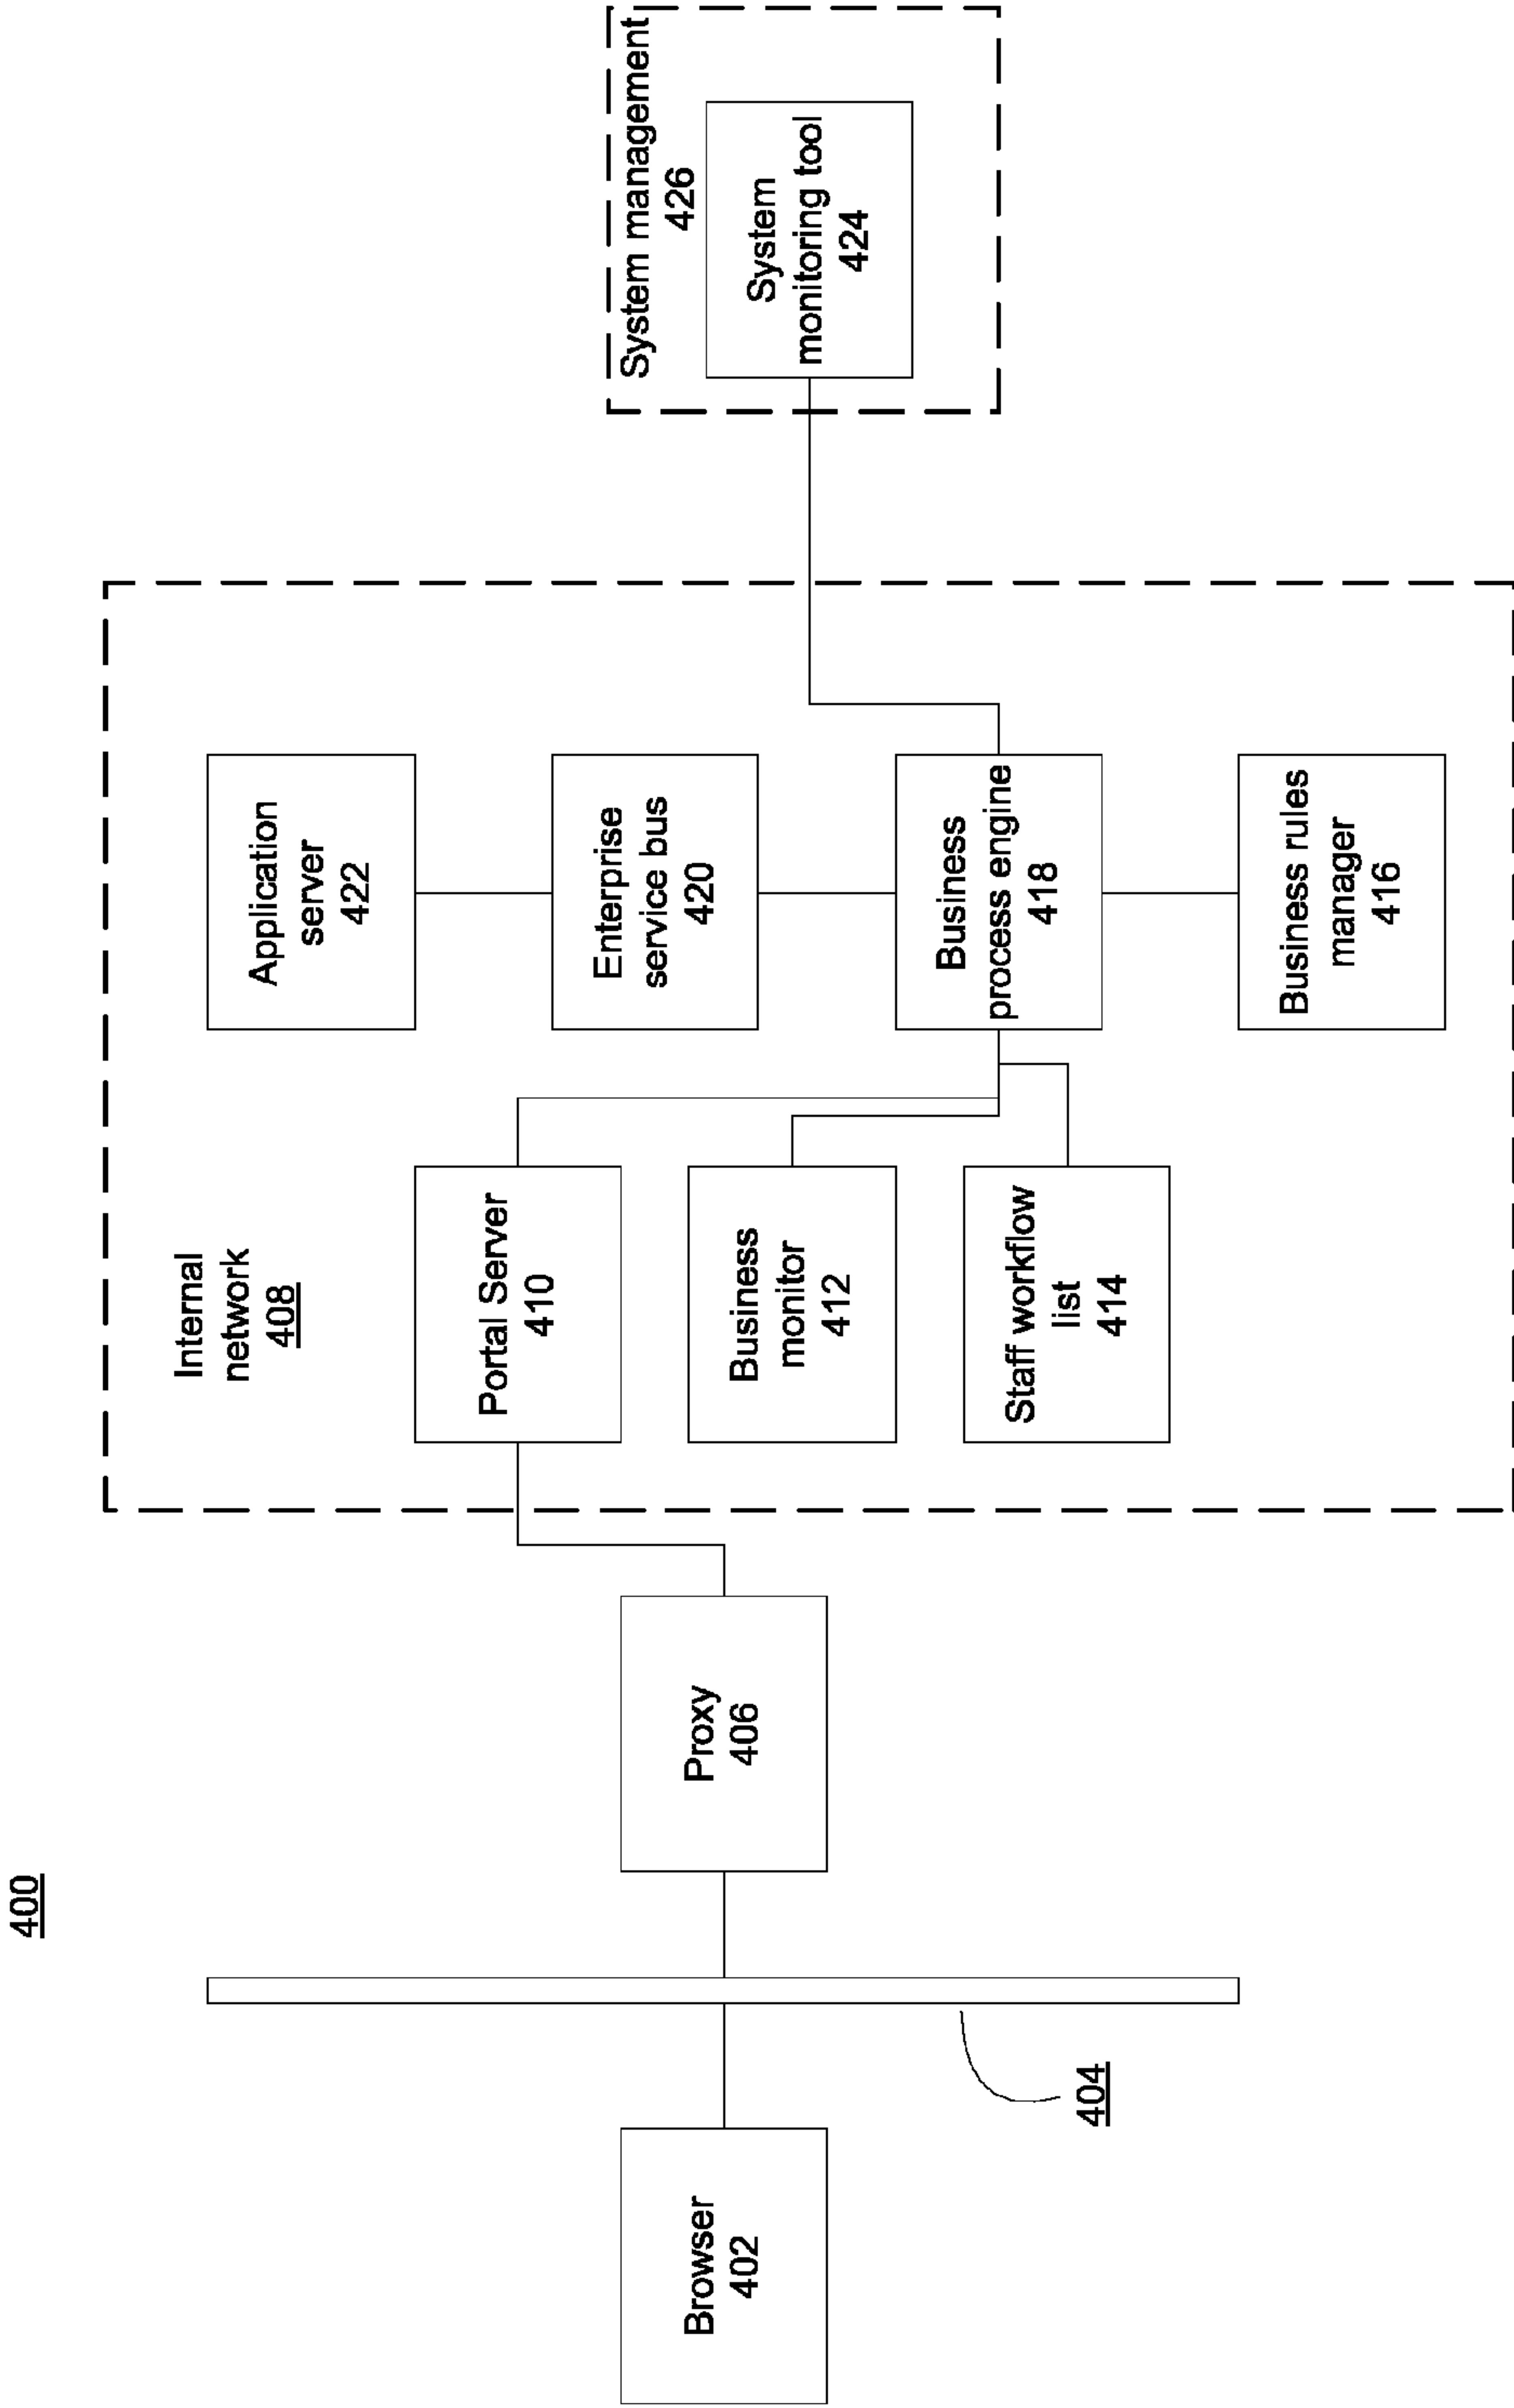 400
Browser
402
404
Proxy
406
Internal
network
408
Portal Server
410
Business
monitor
412
Staff workflow
list
414
Application
server
422
Enterprise
service bus
420
Business
process engine
418
Business rules
manager
416
System management
426
System
monitoring tool
424